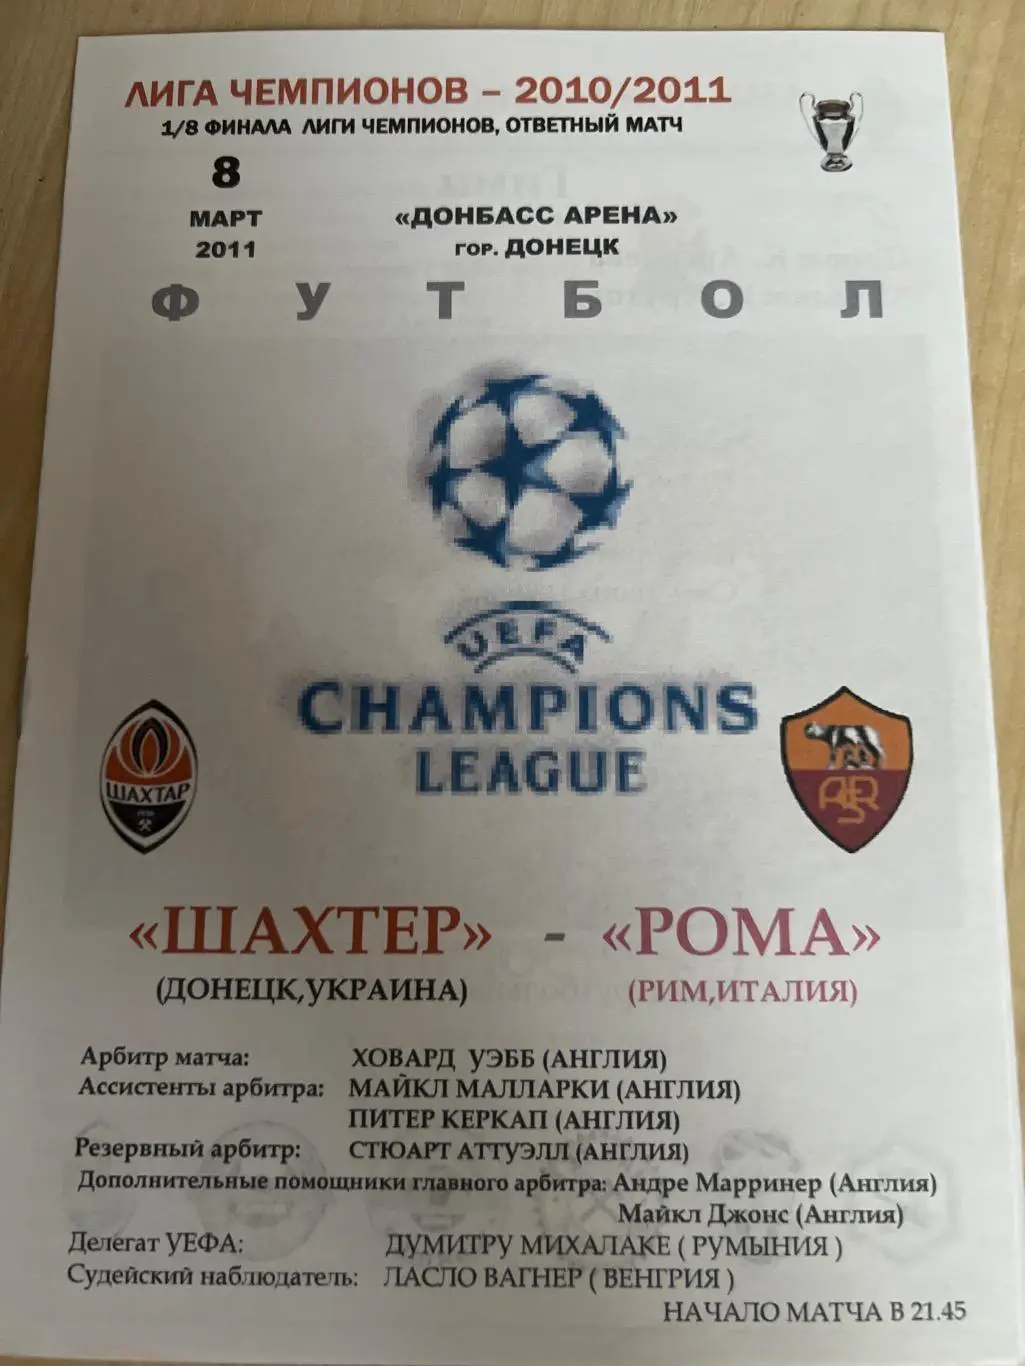 ЛИГА ЧЕМПИОНОВ – 2010/2011
1/8 ФИНАЛА ЛИГИ ЧЕМПИОНОВ, ОТВЕТНЫЙ МАТЧ
8
МАРТ
2011
«ДОНБАСС АРЕНА»
ГОР. ДОНЕЦК
Ф У Т Б О Л
UEFA
CHAMPIONS
LEAGUE
ШАХТАР
ASR
«ШАХТЕР» - «РОМА»
(ДОНЕЦК,УКРАИНА) (РИМ,ИТАЛИЯ)
Арбитр матча: ХОВАРД УЭББ (АНГЛИЯ)
Ассистенты арбитра: МАЙКЛ МАЛЛАРКИ (АНГЛИЯ)
ПИТЕР КЕРКАП (АНГЛИЯ)
Резервный арбитр: СТЮАРТ АТТУЭЛЛ (АНГЛИЯ)
Дополнительные помощники главного арбитра: Андре Марринер (Англия)
Майкл Джонс (Англия)
Делегат УЕФА: ДУМИТРУ МИХАЛАКЕ ( РУМЫНИЯ )
Судейский наблюдатель: ЛАСЛО ВАГНЕР ( ВЕНГРИЯ )
НАЧАЛО МАТЧА В 21.45